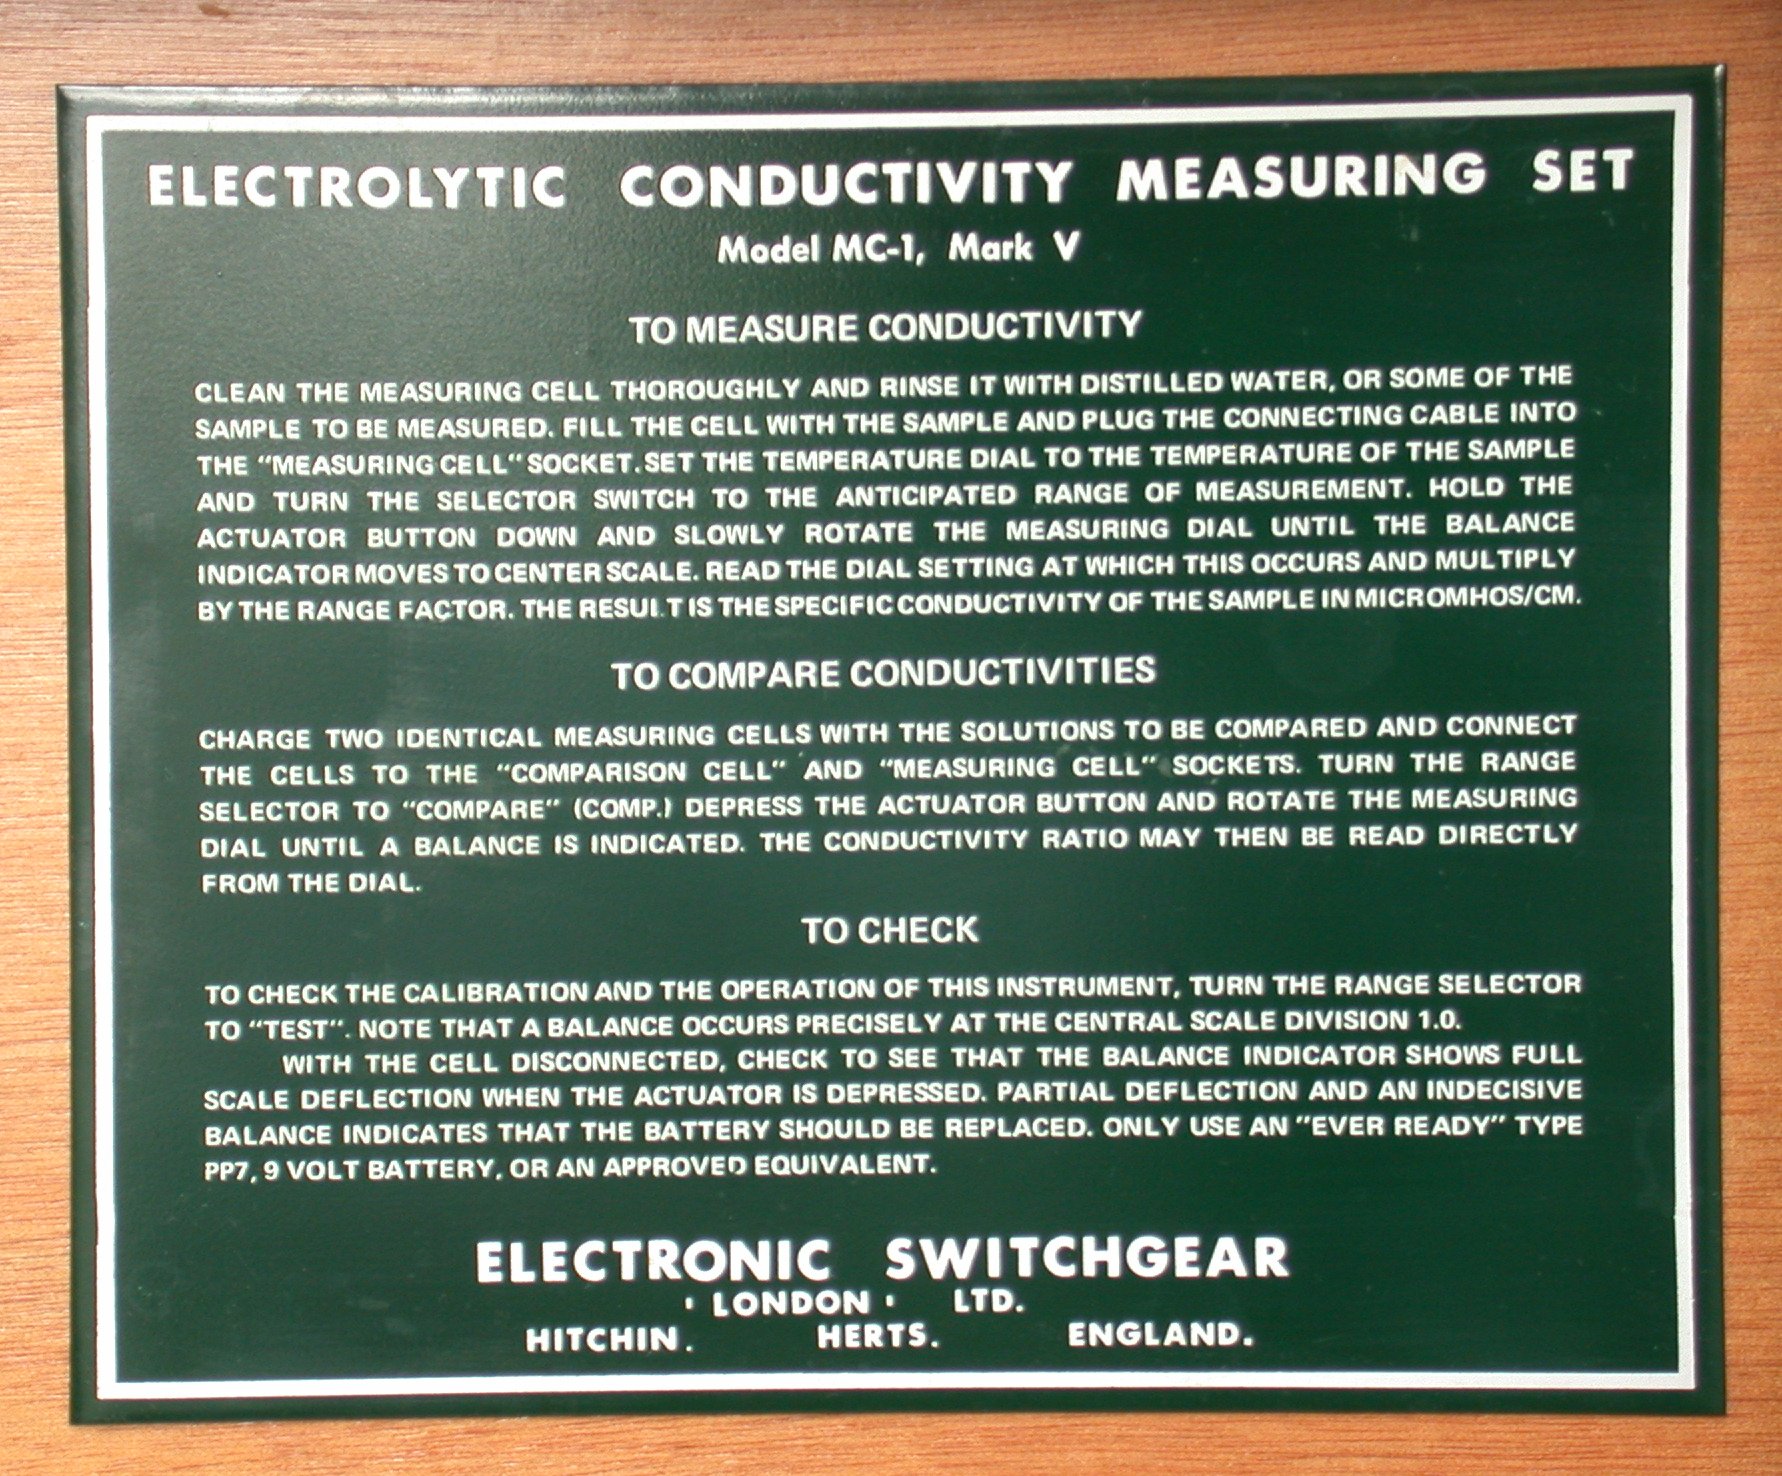 ELECTROLYTIC CONDUCTIVITY MEASURING SET
Model MC-1, Mark V
TO MEASURE CONDUCTIVITY
CLEAN THE MEASURING CELL THOROUGHLY AND RINSE IT WITH DISTILLED WATER, OR SOME OF THE
SAMPLE TO BE MEASURED. FILL THE CELL WITH THE SAMPLE AND PLUG THE CONNECTING CABLE INTO
THE "MEASURING CELL" SOCKET. SET THE TEMPERATURE DIAL TO THE TEMPERATURE OF THE SAMPLE
AND TURN THE SELECTOR SWITCH TO THE ANTICIPATED RANGE OF MEASUREMENT. HOLD THE
ACTUATOR BUTTON DOWN AND SLOWLY ROTATE THE MEASURING DIAL UNTIL THE BALANCE
INDICATOR MOVES TO CENTER SCALE. READ THE DIAL SETTING AT WHICH THIS OCCURS AND MULTIPLY
BY THE RANGE FACTOR. THE RESULT IS THE SPECIFIC CONDUCTIVITY OF THE SAMPLE IN MICROMHOS/CM.
TO COMPARE CONDUCTIVITIES
CHARGE TWO IDENTICAL MEASURING CELLS WITH THE SOLUTIONS TO BE COMPARED AND CONNECT
THE CELLS TO THE "COMPARISON CELL" AND "MEASURING CELL" SOCKETS. TURN THE RANGE
SELECTOR TO "COMPARE" (COMP.) DEPRESS THE ACTUATOR BUTTON AND ROTATE THE MEASURING
DIAL UNTIL A BALANCE IS INDICATED. THE CONDUCTIVITY RATIO MAY THEN BE READ DIRECTLY
FROM THE DIAL.
TO CHECK
TO CHECK THE CALIBRATION AND THE OPERATION OF THIS INSTRUMENT, TURN THE RANGE SELECTOR
TO "TEST". NOTE THAT A BALANCE OCCURS PRECISELY AT THE CENTRAL SCALE DIVISION 1.0.
WITH THE CELL DISCONNECTED, CHECK TO SEE THAT THE BALANCE INDICATOR SHOWS FULL
SCALE DEFLECTION WHEN THE ACTUATOR IS DEPRESSED. PARTIAL DEFLECTION AND AN INDECISIVE
BALANCE INDICATES THAT THE BATTERY SHOULD BE REPLACED. ONLY USE AN "EVER READY" TYPE
PP7, 9 VOLT BATTERY, OR AN APPROVED EQUIVALENT.
ELECTRONIC SWITCHGEAR
' LONDON ' LTD.
HITCHIN. HERTS. ENGLAND.